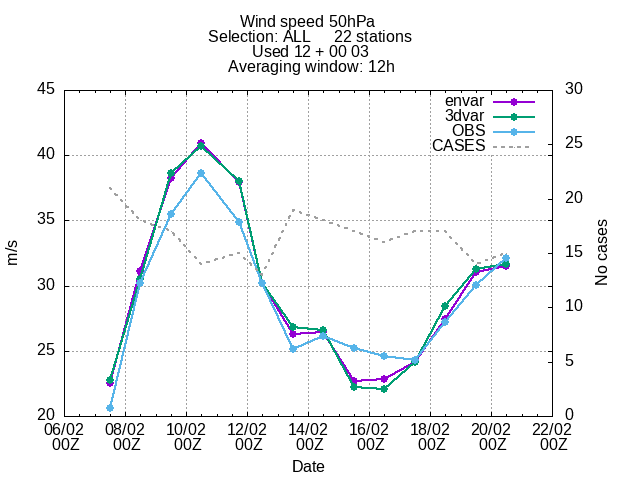 Wind speed 50hPa
Selection: ALL 22 stations
Used 12 + 00 03
Averaging window: 12h
envar
3dvar
OBS
CASES
45
40
35
30
25
20
m/s
30
25
20
15
10
5
0
No cases
06/02 08/02 10/02 12/02 14/02 16/02 18/02 20/02 22/02
00Z 00Z 00Z 00Z 00Z 00Z 00Z 00Z 00Z
Date